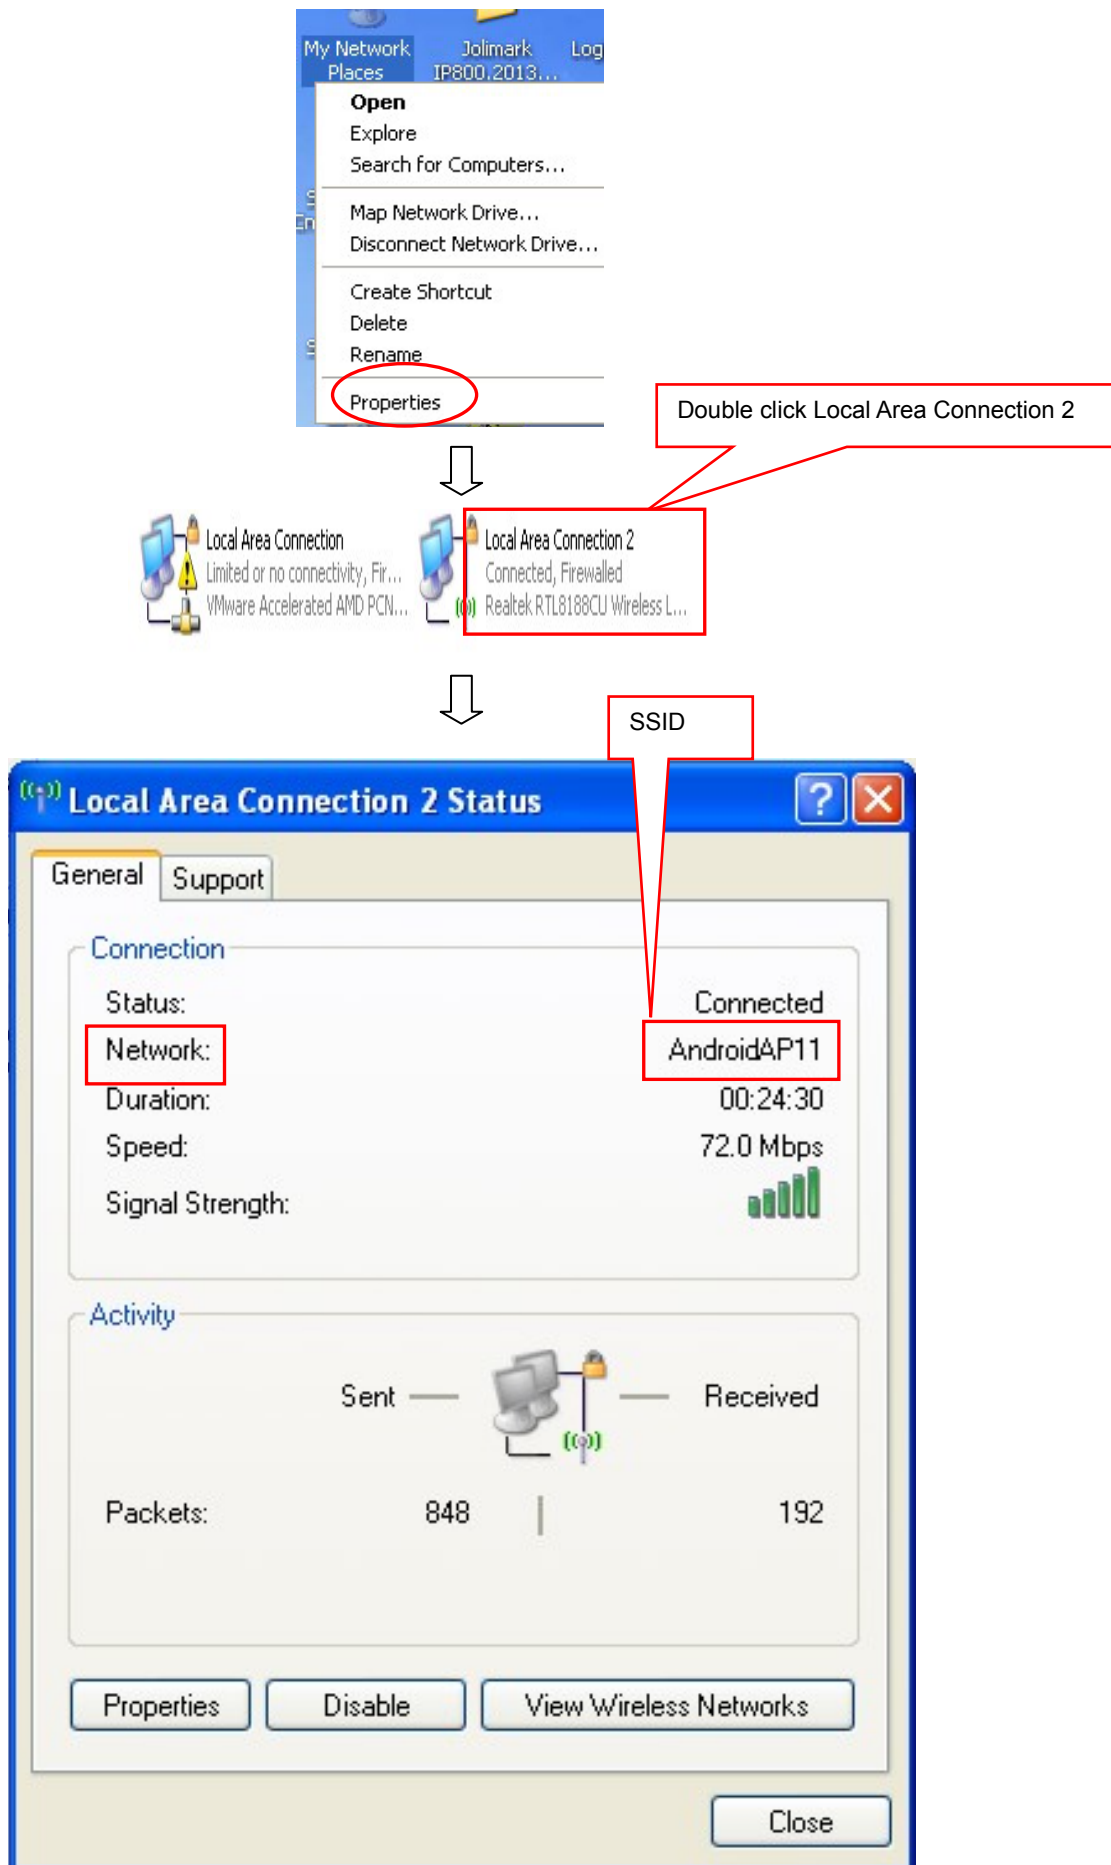 My Network
Places
Jolimark
IP800.2013...
Log
Open
Explore
Search for Computers...
Map Network Drive...
Disconnect Network Drive...
Create Shortcut
Delete
Rename
Properties
Double click Local Area Connection 2
Local Area Connection
Limited or no connectivity, Fir...
VMware Accelerated AMD PCN...
Local Area Connection 2
Connected, Firewalled
Realtek RTL8188CU Wireless L...
SSID
Local Area Connection 2 Status
General
Support
Connection
Status: Connected
Network: AndroidAP11
Duration: 00:24:30
Speed: 72.0 Mbps
Signal Strength:
Activity
Sent
Received
Packets: 848 192
Properties
Disable
View Wireless Networks
Close